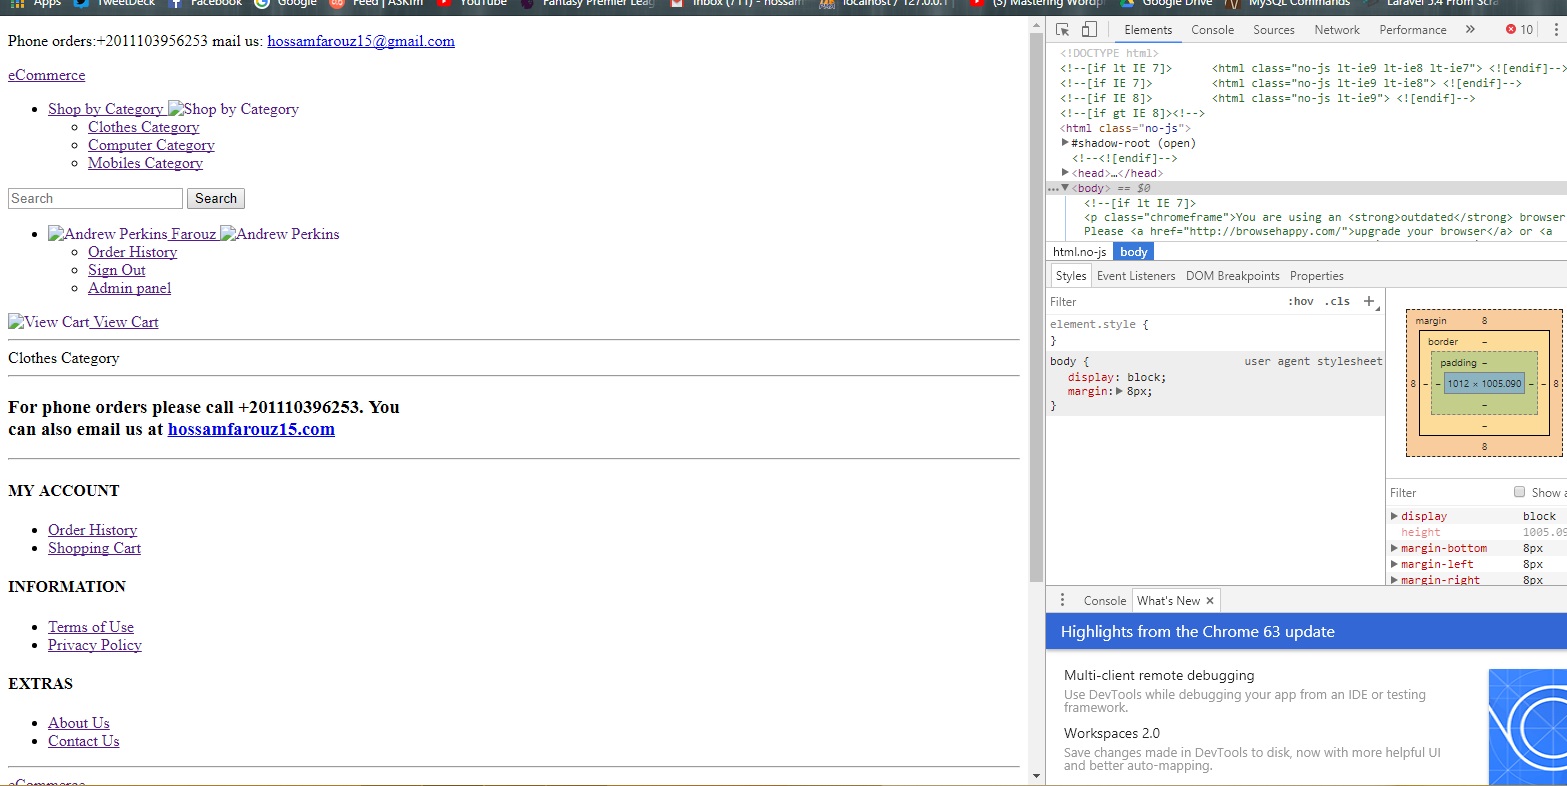 Apps TweetDeck Facebook Google Feed | ASKfm YouTube Fantasy Premier Leag Inbox (711) - hossam localhost / 127.0.0.1 (3) Mastering Wordp Google Drive MySQL Commands Laravel 5.4 From Scra
Phone orders:+2011103956253 mail us: hossamfarouz15@gmail.com
eCommerce
Shop by Category Shop by Category
Clothes Category
Computer Category
Mobiles Category
Search Search
Andrew Perkins Farouz Andrew Perkins
Order History
Sign Out
Admin panel
View Cart View Cart
Clothes Category
For phone orders please call +201110396253. You
can also email us at hossamfarouz15.com
MY ACCOUNT
Order History
Shopping Cart
INFORMATION
Terms of Use
Privacy Policy
EXTRAS
About Us
Contact Us
eCommerce
Elements Console Sources Network Performance » 10
<!DOCTYPE html>
<!--[if lt IE 7]> <html class="no-js lt-ie9 lt-ie8 lt-ie7"> <![endif]-->
<!--[if IE 7]> <html class="no-js lt-ie9 lt-ie8"> <![endif]-->
<!--[if IE 8]> <html class="no-js lt-ie9"> <![endif]-->
<!--[if gt IE 8]><!-->
<html class="no-js">
#shadow-root (open)
<!--<![endif]-->
<head>…</head>
<body> == $0
<!--[if lt IE 7]>
<p class="chromeframe">You are using an <strong>outdated</strong> browser
Please <a href="http://browsehappy.com/">upgrade your browser</a> or <a
html.no-js body
Styles Event Listeners DOM Breakpoints Properties
Filter :hov .cls +
element.style {
}
body { user agent stylesheet
display: block;
margin: 8px;
}
margin 8
border –
padding –
8 – – 1012 × 1005.090 – – 8
–
–
8
Filter Show a
display block
height 1005.09
margin-bottom 8px
margin-left 8px
margin-right 8px
Console What's New ×
Highlights from the Chrome 63 update
Multi-client remote debugging
Use DevTools while debugging your app from an IDE or testing
framework.
Workspaces 2.0
Save changes made in DevTools to disk, now with more helpful UI
and better auto-mapping.